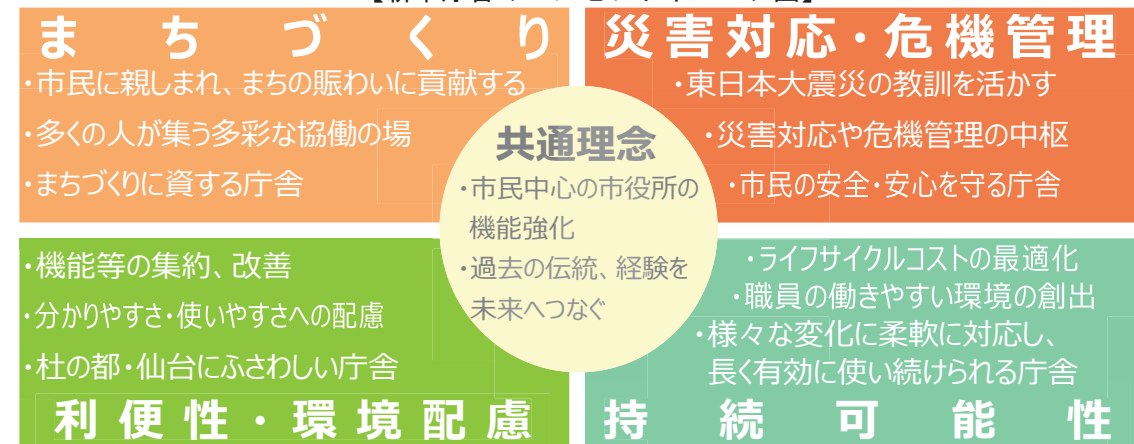 まちづくり
・市民に親しまれ、まちの賑わいに貢献する
・多くの人が集う多彩な協働の場
・まちづくりに資する庁舎
災害対応・危機管理
・東日本大震災の教訓を活かす
・災害対応や危機管理の中枢
・市民の安全・安心を守る庁舎
共通理念
・市民中心の市役所の
機能強化
・過去の伝統、経験を
未来へつなぐ
・機能等の集約、改善
・分かりやすさ・使いやすさへの配慮
・杜の都・仙台にふさわしい庁舎
利便性・環境配慮
・ライフサイクルコストの最適化
・職員の働きやすい環境の創出
・様々な変化に柔軟に対応し、
長く有効に使い続けられる庁舎
持続可能性